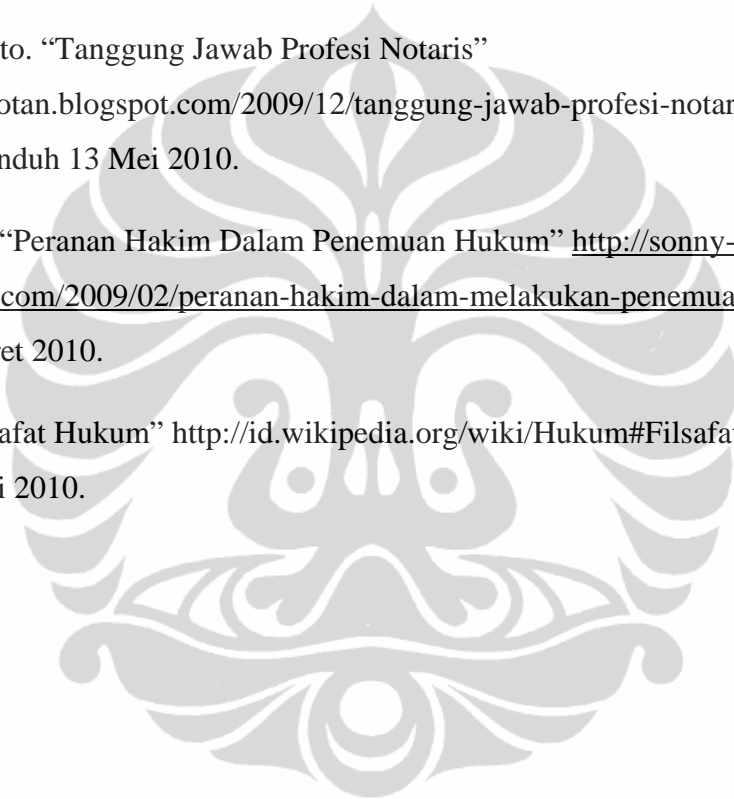 to. “Tanggung Jawab Profesi Notaris”
otan.blogspot.com/2009/12/tanggung-jawab-profesi-notar
nduh 13 Mei 2010.
“Peranan Hakim Dalam Penemuan Hukum” http://sonny-
.com/2009/02/peranan-hakim-dalam-melakukan-penemua
ret 2010.
afat Hukum” http://id.wikipedia.org/wiki/Hukum#Filsafat
i 2010.